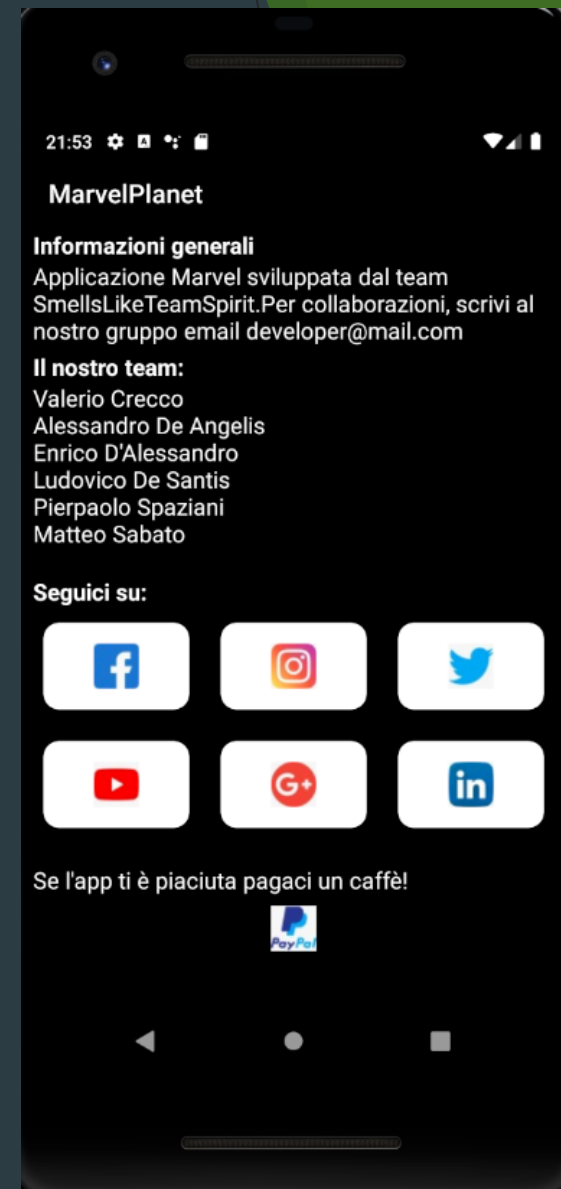 21:53
MarvelPlanet
Informazioni generali
Applicazione Marvel sviluppata dal team
SmellsLikeTeamSpirit.Per collaborazioni, scrivi al
nostro gruppo email developer@mail.com
Il nostro team:
Valerio Crecco
Alessandro De Angelis
Enrico D'Alessandro
Ludovico De Santis
Pierpaolo Spaziani
Matteo Sabato
Seguici su:
f
G+
in
Se l'app ti è piaciuta pagaci un caffè!
PayPal